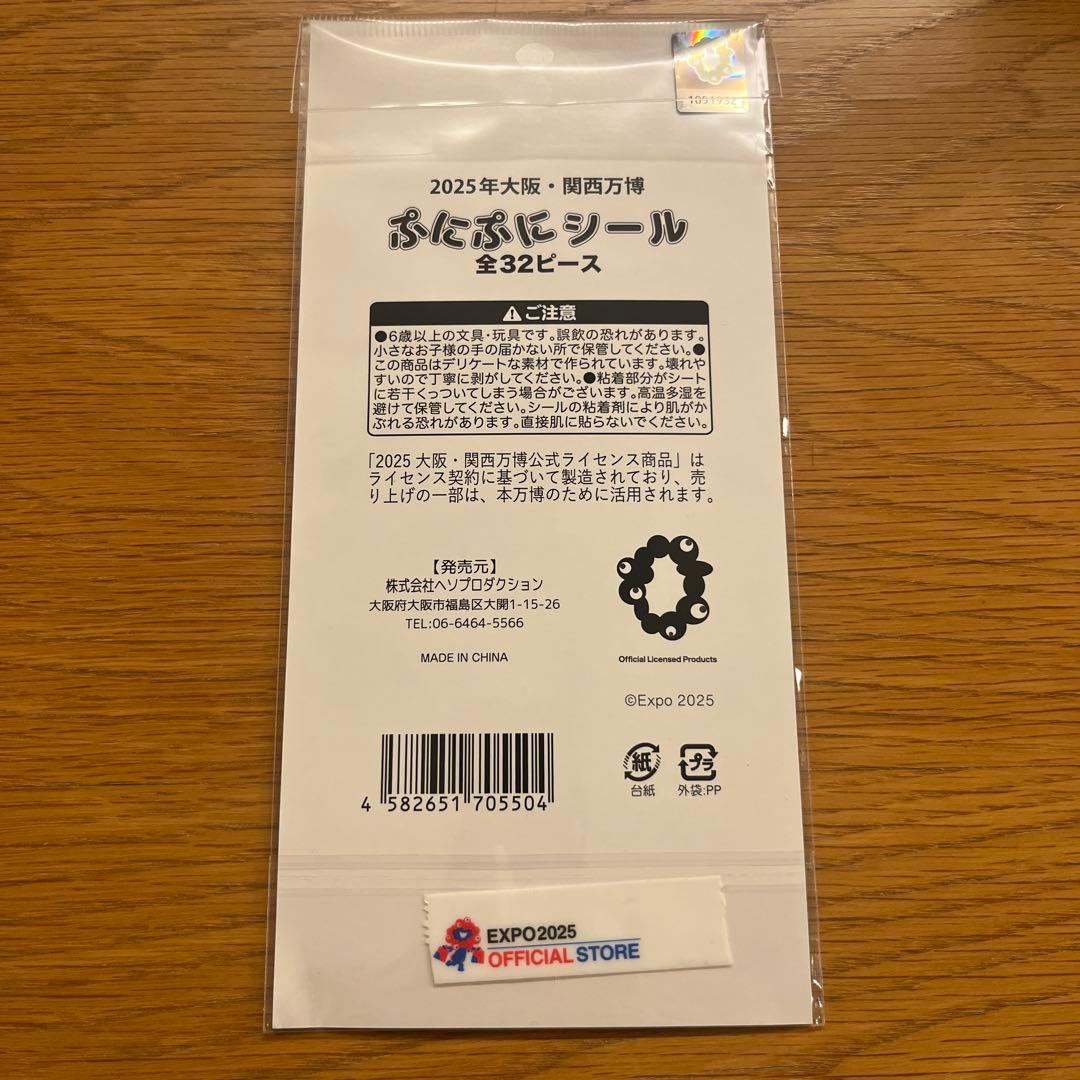 1051932
2025年大阪・関西万博
ぷにぷにシール
全32ピース
ご注意
●6歳以上の文具・玩具です。誤飲の恐れがあります。
小さなお子様の手の届かない所で保管してください。●
この商品はデリケートな素材で作られています。壊れや
すいので丁寧に剥がしてください。●粘着部分がシート
に若干くっついてしまう場合がございます。高温多湿を
避けて保管してください。シールの粘着剤により肌がか
ぶれる恐れがあります。直接肌に貼らないでください。
「2025 大阪・関西万博公式ライセンス商品」は
ライセンス契約に基づいて製造されており、売
り上げの一部は、本万博のために活用されます。
【発売元】
株式会社ヘソプロダクション
大阪府大阪市福島区大開1-15-26
TEL:06-6464-5566
MADE IN CHINA
Official Licensed Products
©Expo 2025
4 582651 705504
紙
台紙
プラ
外袋:PP
EXPO2025
OFFICIAL STORE